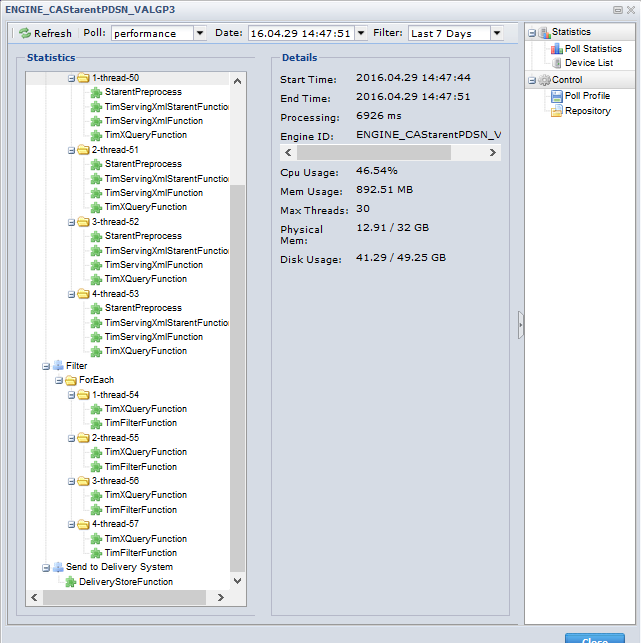 ENGINE_CAStarentPDSN_VALGP3
Refresh Poll: performance Date: 16.04.29 14:47:51 Filter: Last 7 Days
Statistics
1-thread-50
StarentPreprocess
TimServingXmlStarentFunction
TimServingXmlFunction
TimXQueryFunction
2-thread-51
StarentPreprocess
TimServingXmlStarentFunction
TimServingXmlFunction
TimXQueryFunction
3-thread-52
StarentPreprocess
TimServingXmlStarentFunction
TimServingXmlFunction
TimXQueryFunction
4-thread-53
StarentPreprocess
TimServingXmlStarentFunction
TimServingXmlFunction
TimXQueryFunction
Filter
ForEach
1-thread-54
TimXQueryFunction
TimFilterFunction
2-thread-55
TimXQueryFunction
TimFilterFunction
3-thread-56
TimXQueryFunction
TimFilterFunction
4-thread-57
TimXQueryFunction
TimFilterFunction
Send to Delivery System
DeliveryStoreFunction
Details
Start Time: 2016.04.29 14:47:44
End Time: 2016.04.29 14:47:51
Processing: 6926 ms
Engine ID: ENGINE_CAStarentPDSN_V
Cpu Usage: 46.54%
Mem Usage: 892.51 MB
Max Threads: 30
Physical Mem: 12.91 / 32 GB
Disk Usage: 41.29 / 49.25 GB
Statistics
Poll Statistics
Device List
Control
Poll Profile
Repository
Close